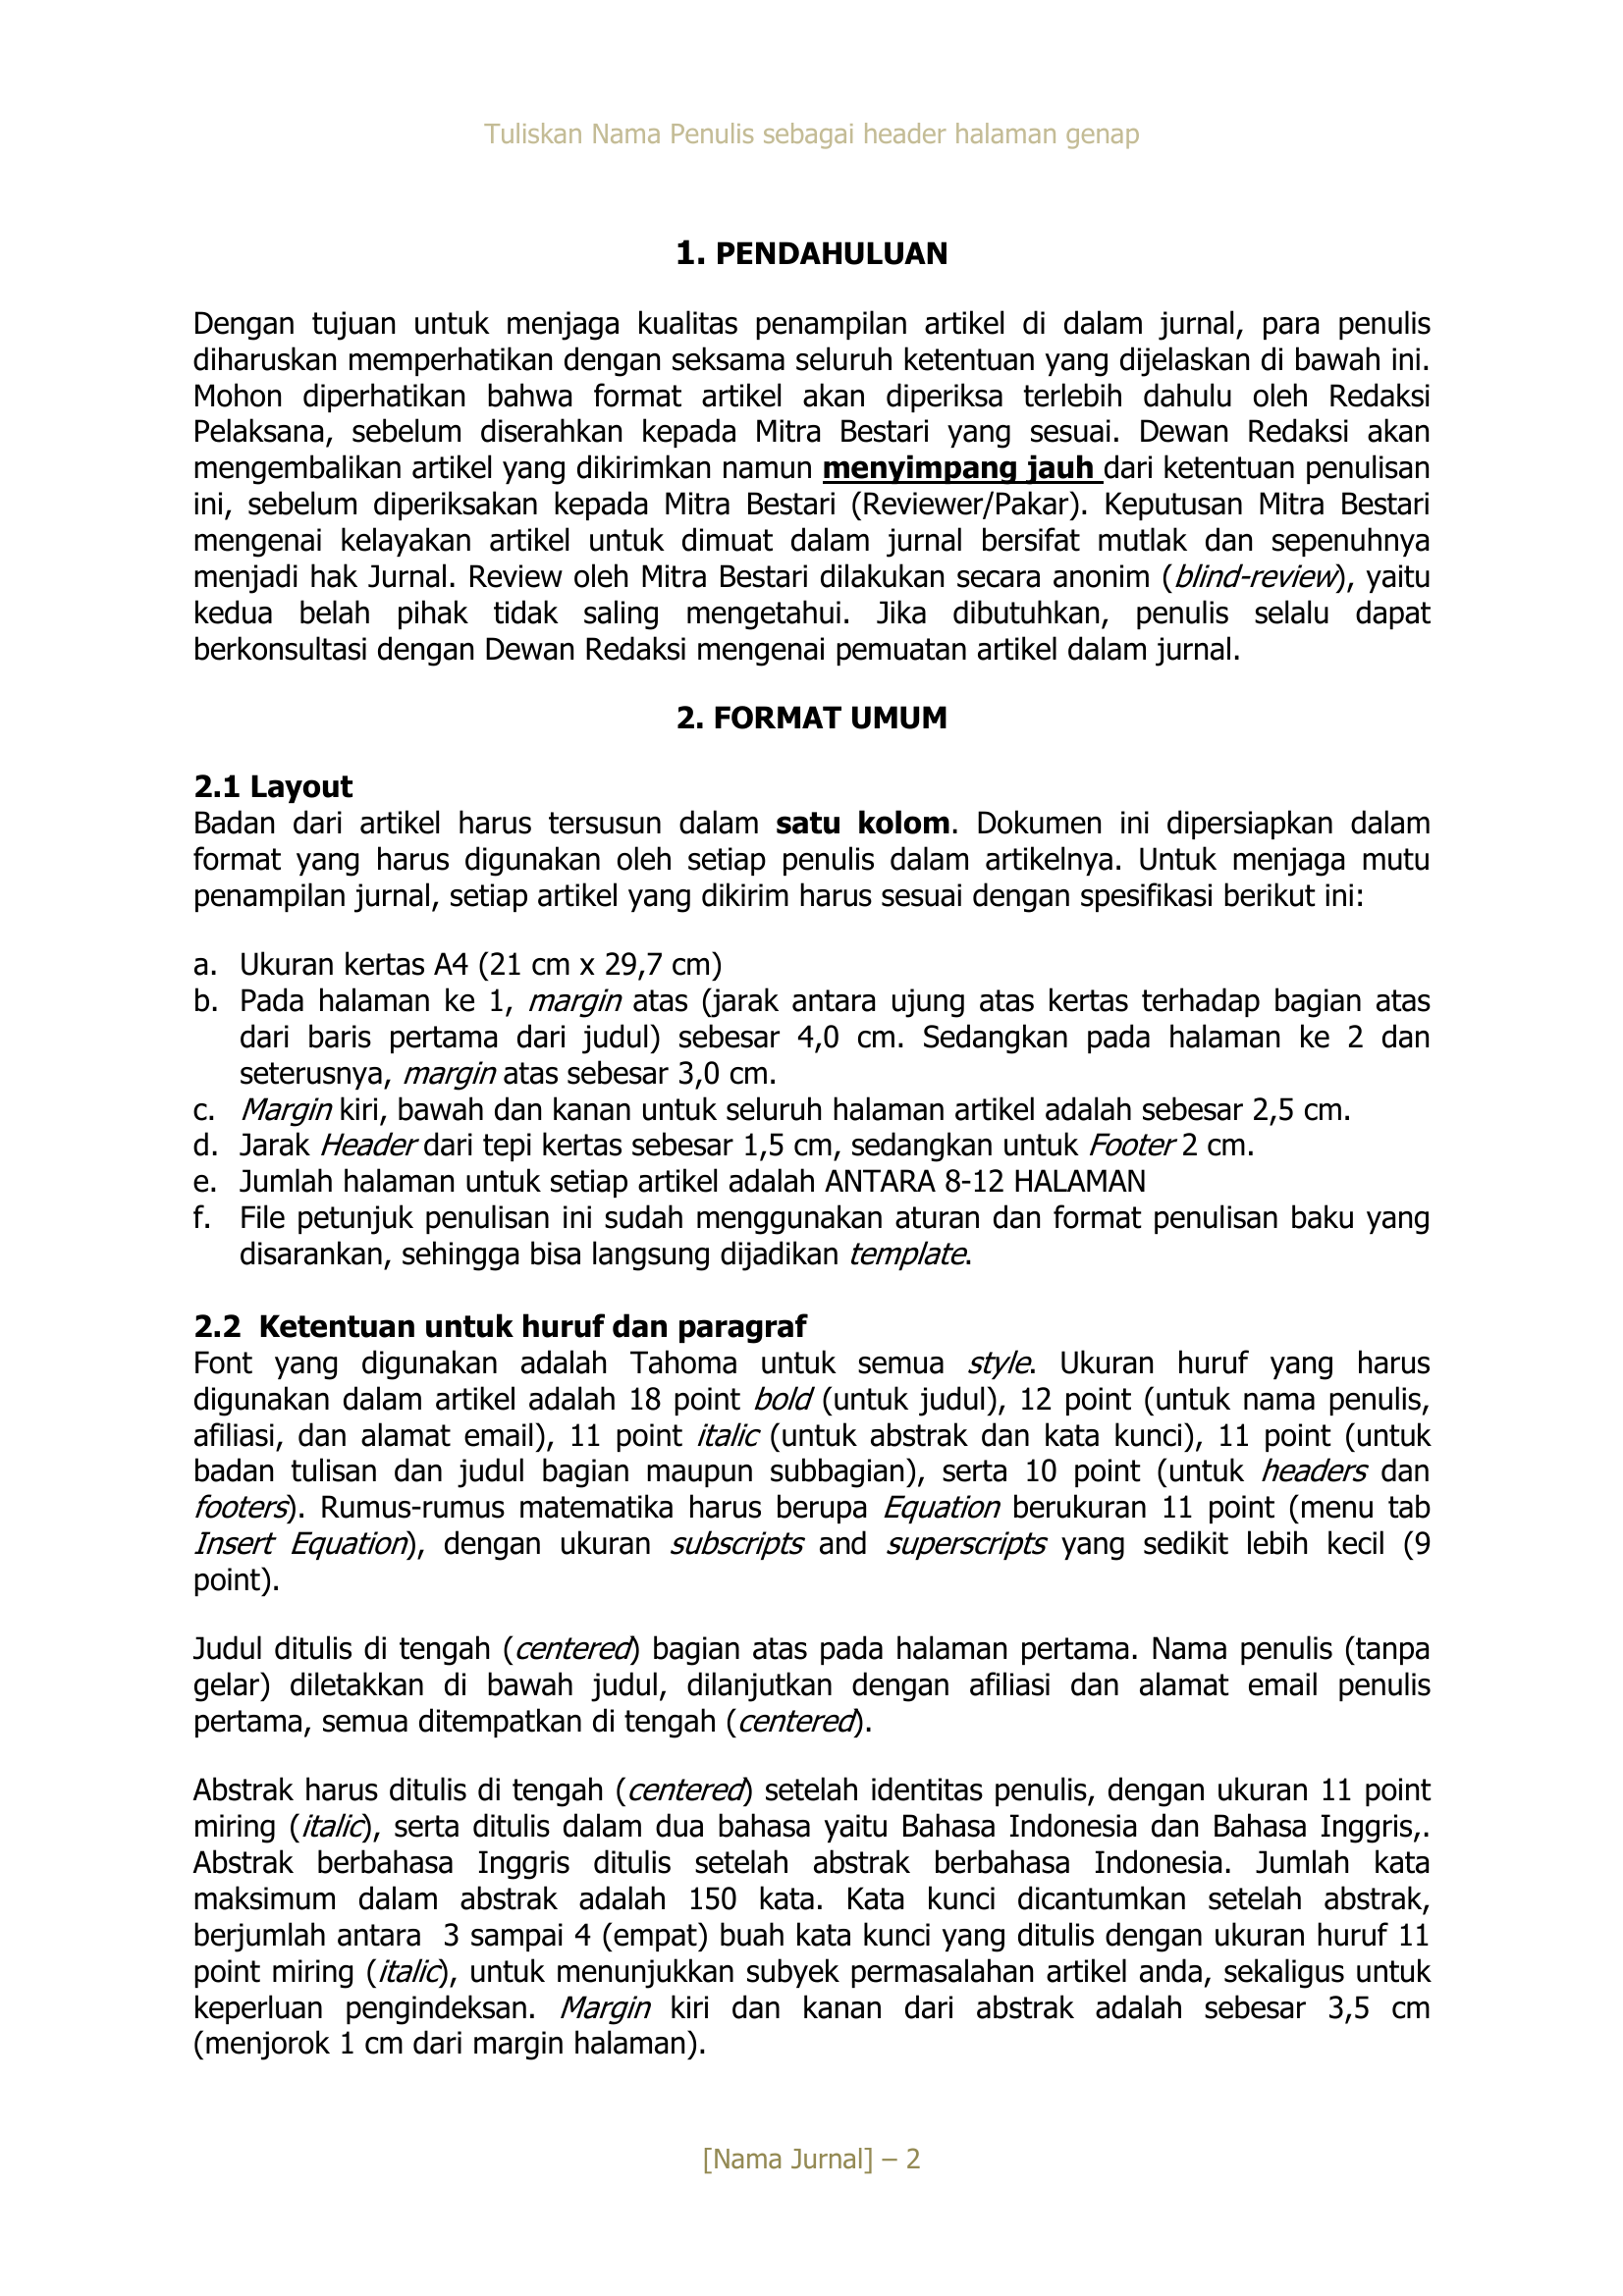 Tuliskan Nama Penulis sebagai header halaman genap
1. PENDAHULUAN
Dengan tujuan untuk menjaga kualitas penampilan artikel di dalam jurnal, para penulis
diharuskan memperhatikan dengan seksama seluruh ketentuan yang dijelaskan di bawah ini.
Mohon diperhatikan bahwa format artikel akan diperiksa terlebih dahulu oleh Redaksi
Pelaksana, sebelum diserahkan kepada Mitra Bestari yang sesuai. Dewan Redaksi akan
mengembalikan artikel yang dikirimkan namun menyimpang jauh dari ketentuan penulisan
ini, sebelum diperiksakan kepada Mitra Bestari (Reviewer/Pakar). Keputusan Mitra Bestari
mengenai kelayakan artikel untuk dimuat dalam jurnal bersifat mutlak dan sepenuhnya
menjadi hak Jurnal. Review oleh Mitra Bestari dilakukan secara anonim (blind-review), yaitu
kedua belah pihak tidak saling mengetahui. Jika dibutuhkan, penulis selalu dapat
berkonsultasi dengan Dewan Redaksi mengenai pemuatan artikel dalam jurnal.
2. FORMAT UMUM
2.1 Layout
Badan dari artikel harus tersusun dalam satu kolom. Dokumen ini dipersiapkan dalam
format yang harus digunakan oleh setiap penulis dalam artikelnya. Untuk menjaga mutu
penampilan jurnal, setiap artikel yang dikirim harus sesuai dengan spesifikasi berikut ini:
a. Ukuran kertas A4 (21 cm x 29,7 cm)
b. Pada halaman ke 1, margin atas (jarak antara ujung atas kertas terhadap bagian atas
dari baris pertama dari judul) sebesar 4,0 cm. Sedangkan pada halaman ke 2 dan
seterusnya, margin atas sebesar 3,0 cm.
c. Margin kiri, bawah dan kanan untuk seluruh halaman artikel adalah sebesar 2,5 cm.
d. Jarak Header dari tepi kertas sebesar 1,5 cm, sedangkan untuk Footer 2 cm.
e. Jumlah halaman untuk setiap artikel adalah ANTARA 8-12 HALAMAN
f. File petunjuk penulisan ini sudah menggunakan aturan dan format penulisan baku yang
disarankan, sehingga bisa langsung dijadikan template.
2.2 Ketentuan untuk huruf dan paragraf
Font yang digunakan adalah Tahoma untuk semua style. Ukuran huruf yang harus
digunakan dalam artikel adalah 18 point bold (untuk judul), 12 point (untuk nama penulis,
afiliasi, dan alamat email), 11 point italic (untuk abstrak dan kata kunci), 11 point (untuk
badan tulisan dan judul bagian maupun subbagian), serta 10 point (untuk headers dan
footers). Rumus-rumus matematika harus berupa Equation berukuran 11 point (menu tab
Insert Equation), dengan ukuran subscripts and superscripts yang sedikit lebih kecil (9
point).
Judul ditulis di tengah (centered) bagian atas pada halaman pertama. Nama penulis (tanpa
gelar) diletakkan di bawah judul, dilanjutkan dengan afiliasi dan alamat email penulis
pertama, semua ditempatkan di tengah (centered).
Abstrak harus ditulis di tengah (centered) setelah identitas penulis, dengan ukuran 11 point
miring (italic), serta ditulis dalam dua bahasa yaitu Bahasa Indonesia dan Bahasa Inggris,.
Abstrak berbahasa Inggris ditulis setelah abstrak berbahasa Indonesia. Jumlah kata
maksimum dalam abstrak adalah 150 kata. Kata kunci dicantumkan setelah abstrak,
berjumlah antara 3 sampai 4 (empat) buah kata kunci yang ditulis dengan ukuran huruf 11
point miring (italic), untuk menunjukkan subyek permasalahan artikel anda, sekaligus untuk
keperluan pengindeksan. Margin kiri dan kanan dari abstrak adalah sebesar 3,5 cm
(menjorok 1 cm dari margin halaman).
[Nama Jurnal] – 2